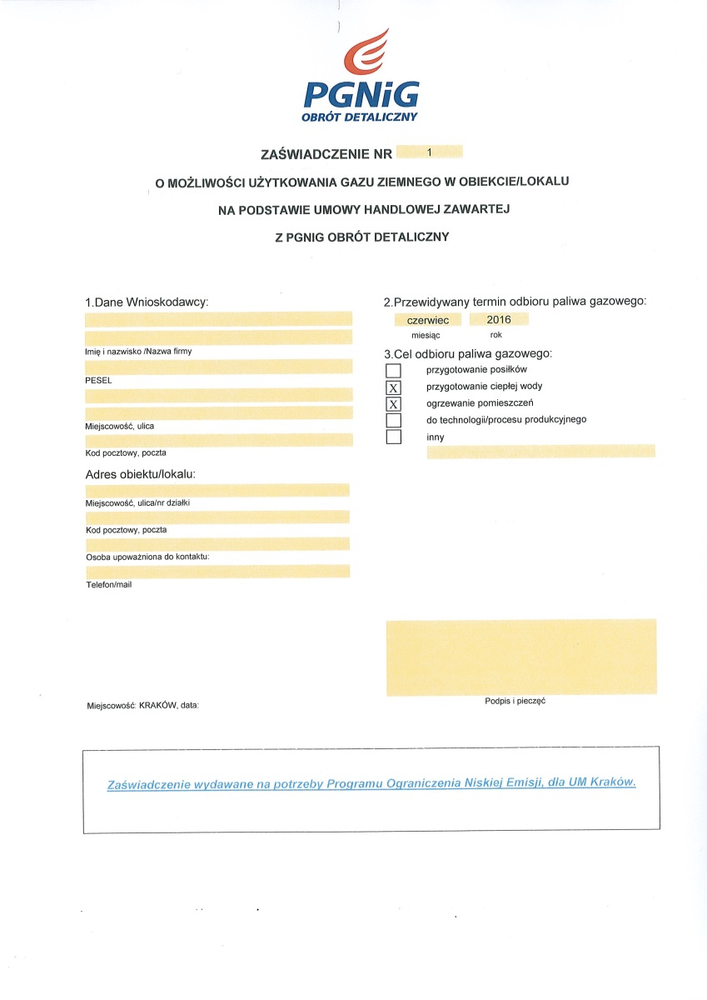 PGNiG
OBRÓT DETALICZNY
ZAŚWIADCZENIE NR 1
O MOŻLIWOŚCI UŻYTKOWANIA GAZU ZIEMNEGO W OBIEKCIE/LOKALU
NA PODSTAWIE UMOWY HANDLOWEJ ZAWARTEJ
Z PGNIG OBRÓT DETALICZNY
1.Dane Wnioskodawcy:
Imię i nazwisko /Nazwa firmy
PESEL
Miejscowość, ulica
Kod pocztowy, poczta
Adres obiektu/lokalu:
Miejscowość, ulica/nr działki
Kod pocztowy, poczta
Osoba upoważniona do kontaktu:
Telefon/mail
2.Przewidywany termin odbioru paliwa gazowego:
czerwiec 2016
miesiąc rok
3.Cel odbioru paliwa gazowego:
przygotowanie posiłków
X przygotowanie ciepłej wody
X ogrzewanie pomieszczeń
do technologii/procesu produkcyjnego
inny
Podpis i pieczęć
Miejscowość: KRAKÓW, data:
Zaświadczenie wydawane na potrzeby Programu Ograniczenia Niskiej Emisji, dla UM Kraków.